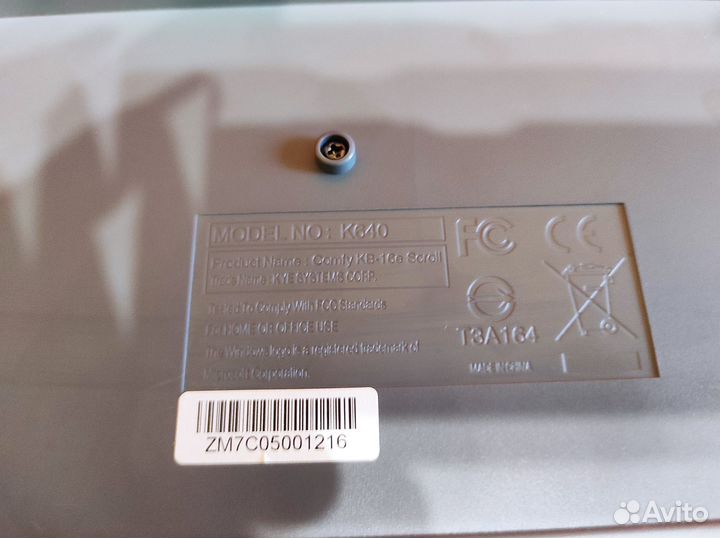 MODEL NO: K640
Product Name : Comfy KB-16e Scroll
Trade Name : KYE SYSTEMS CORP.
Tested to Comply With FCC Standards
For HOME OR OFFICE USE
The Windows logo is a registered trademark of
Microsoft Corporation.
FC CE
T3A164
MADE IN CHINA
ZM7C05001216
Avito